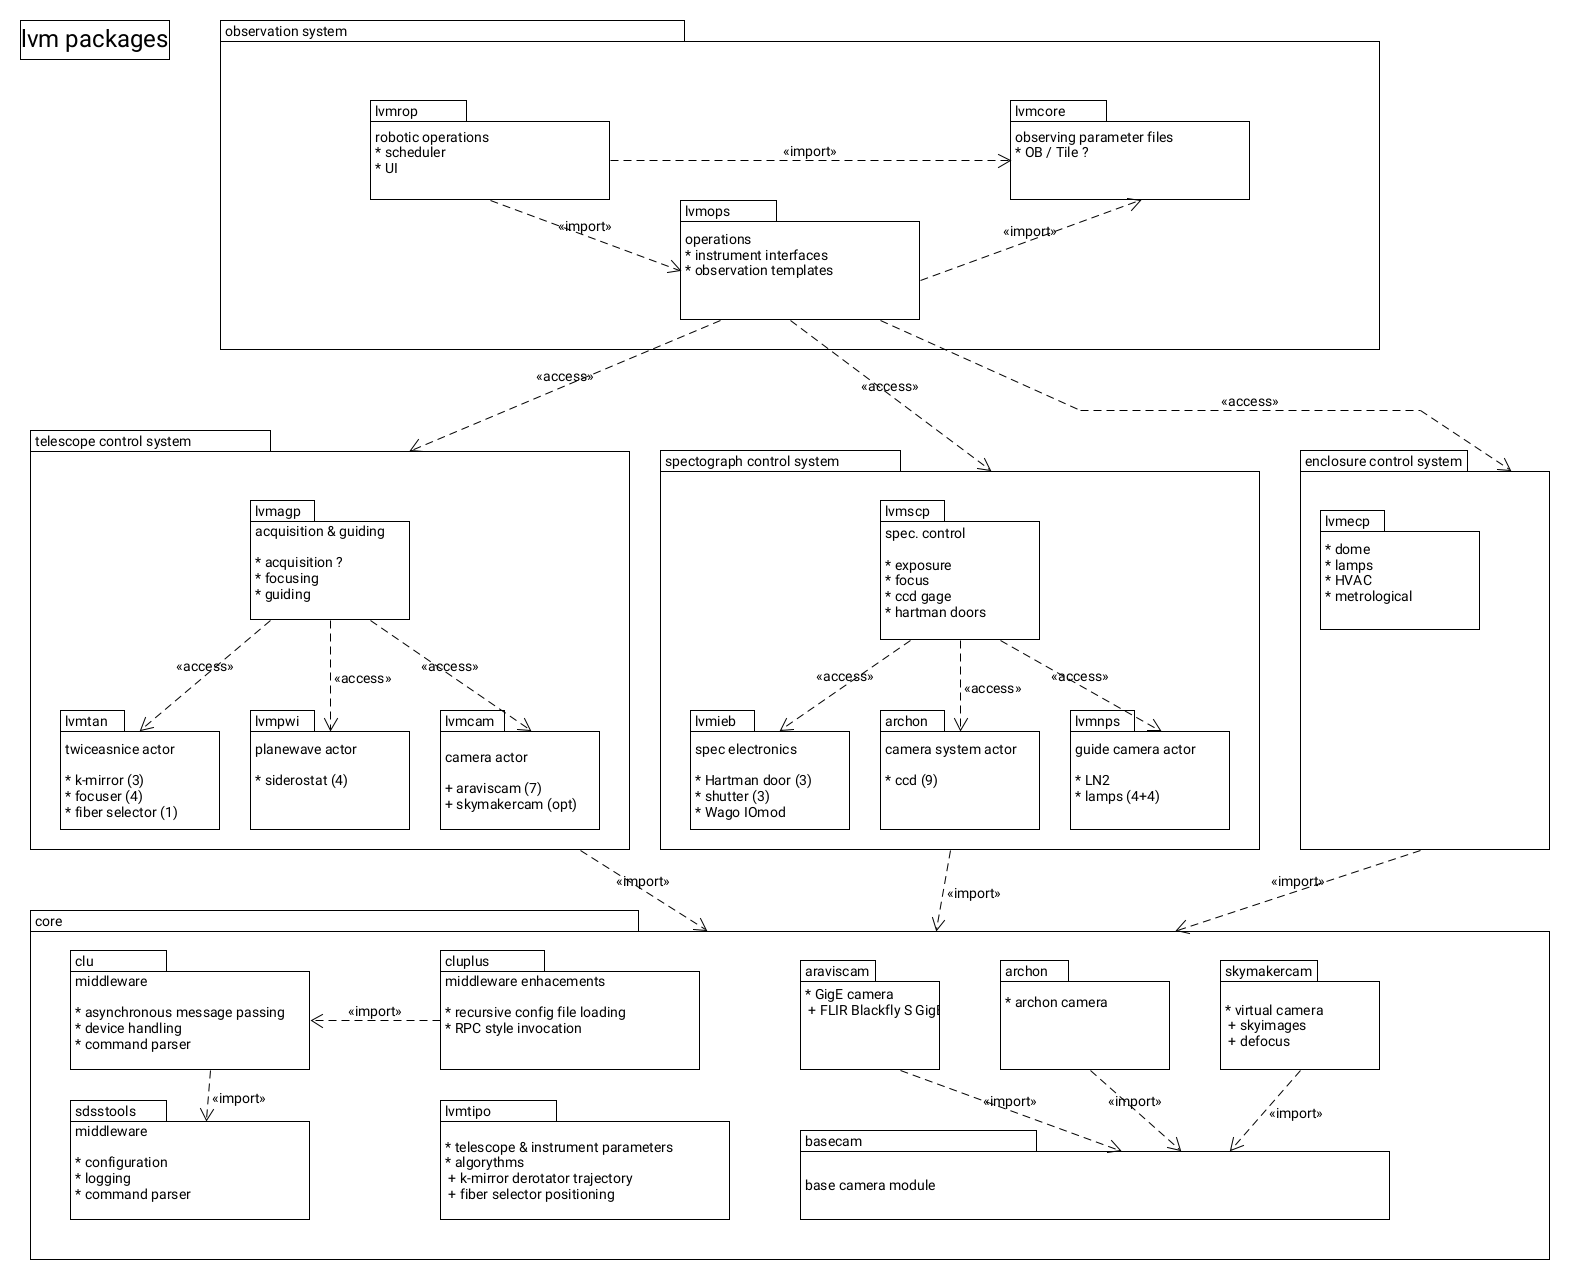 lvm packages
observation system
lvmrop
robotic operations
* scheduler
* UI
«import»
lvmcore
observing parameter files
* OB / Tile ?
«import»
lvmops
operations
* instrument interfaces
* observation templates
«import»
«access»
«access»
«access»
telescope control system
lvmagp
acquisition & guiding
* acquisition ?
* focusing
* guiding
«access»
«access»
«access»
lvmtan
twiceasnice actor
* k-mirror (3)
* focuser (4)
* fiber selector (1)
lvmpwi
planewave actor
* siderostat (4)
lvmcam
camera actor
+ araviscam (7)
+ skymakercam (opt)
spectograph control system
lvmscp
spec. control
* exposure
* focus
* ccd gage
* hartman doors
«access»
«access»
«access»
lvmieb
spec electronics
* Hartman door (3)
* shutter (3)
* Wago IOmod
archon
camera system actor
* ccd (9)
lvmnps
guide camera actor
* LN2
* lamps (4+4)
enclosure control system
lvmecp
* dome
* lamps
* HVAC
* metrological
«import»
«import»
«import»
core
clu
middleware
* asynchronous message passing
* device handling
* command parser
«import»
cluplus
middleware enhacements
* recursive config file loading
* RPC style invocation
«import»
sdsstools
middleware
* configuration
* logging
* command parser
lvmtipo
* telescope & instrument parameters
* algorythms
+ k-mirror derotator trajectory
+ fiber selector positioning
araviscam
* GigE camera
+ FLIR Blackfly S GigE
archon
* archon camera
skymakercam
* virtual camera
+ skyimages
+ defocus
«import»
«import»
«import»
basecam
base camera module